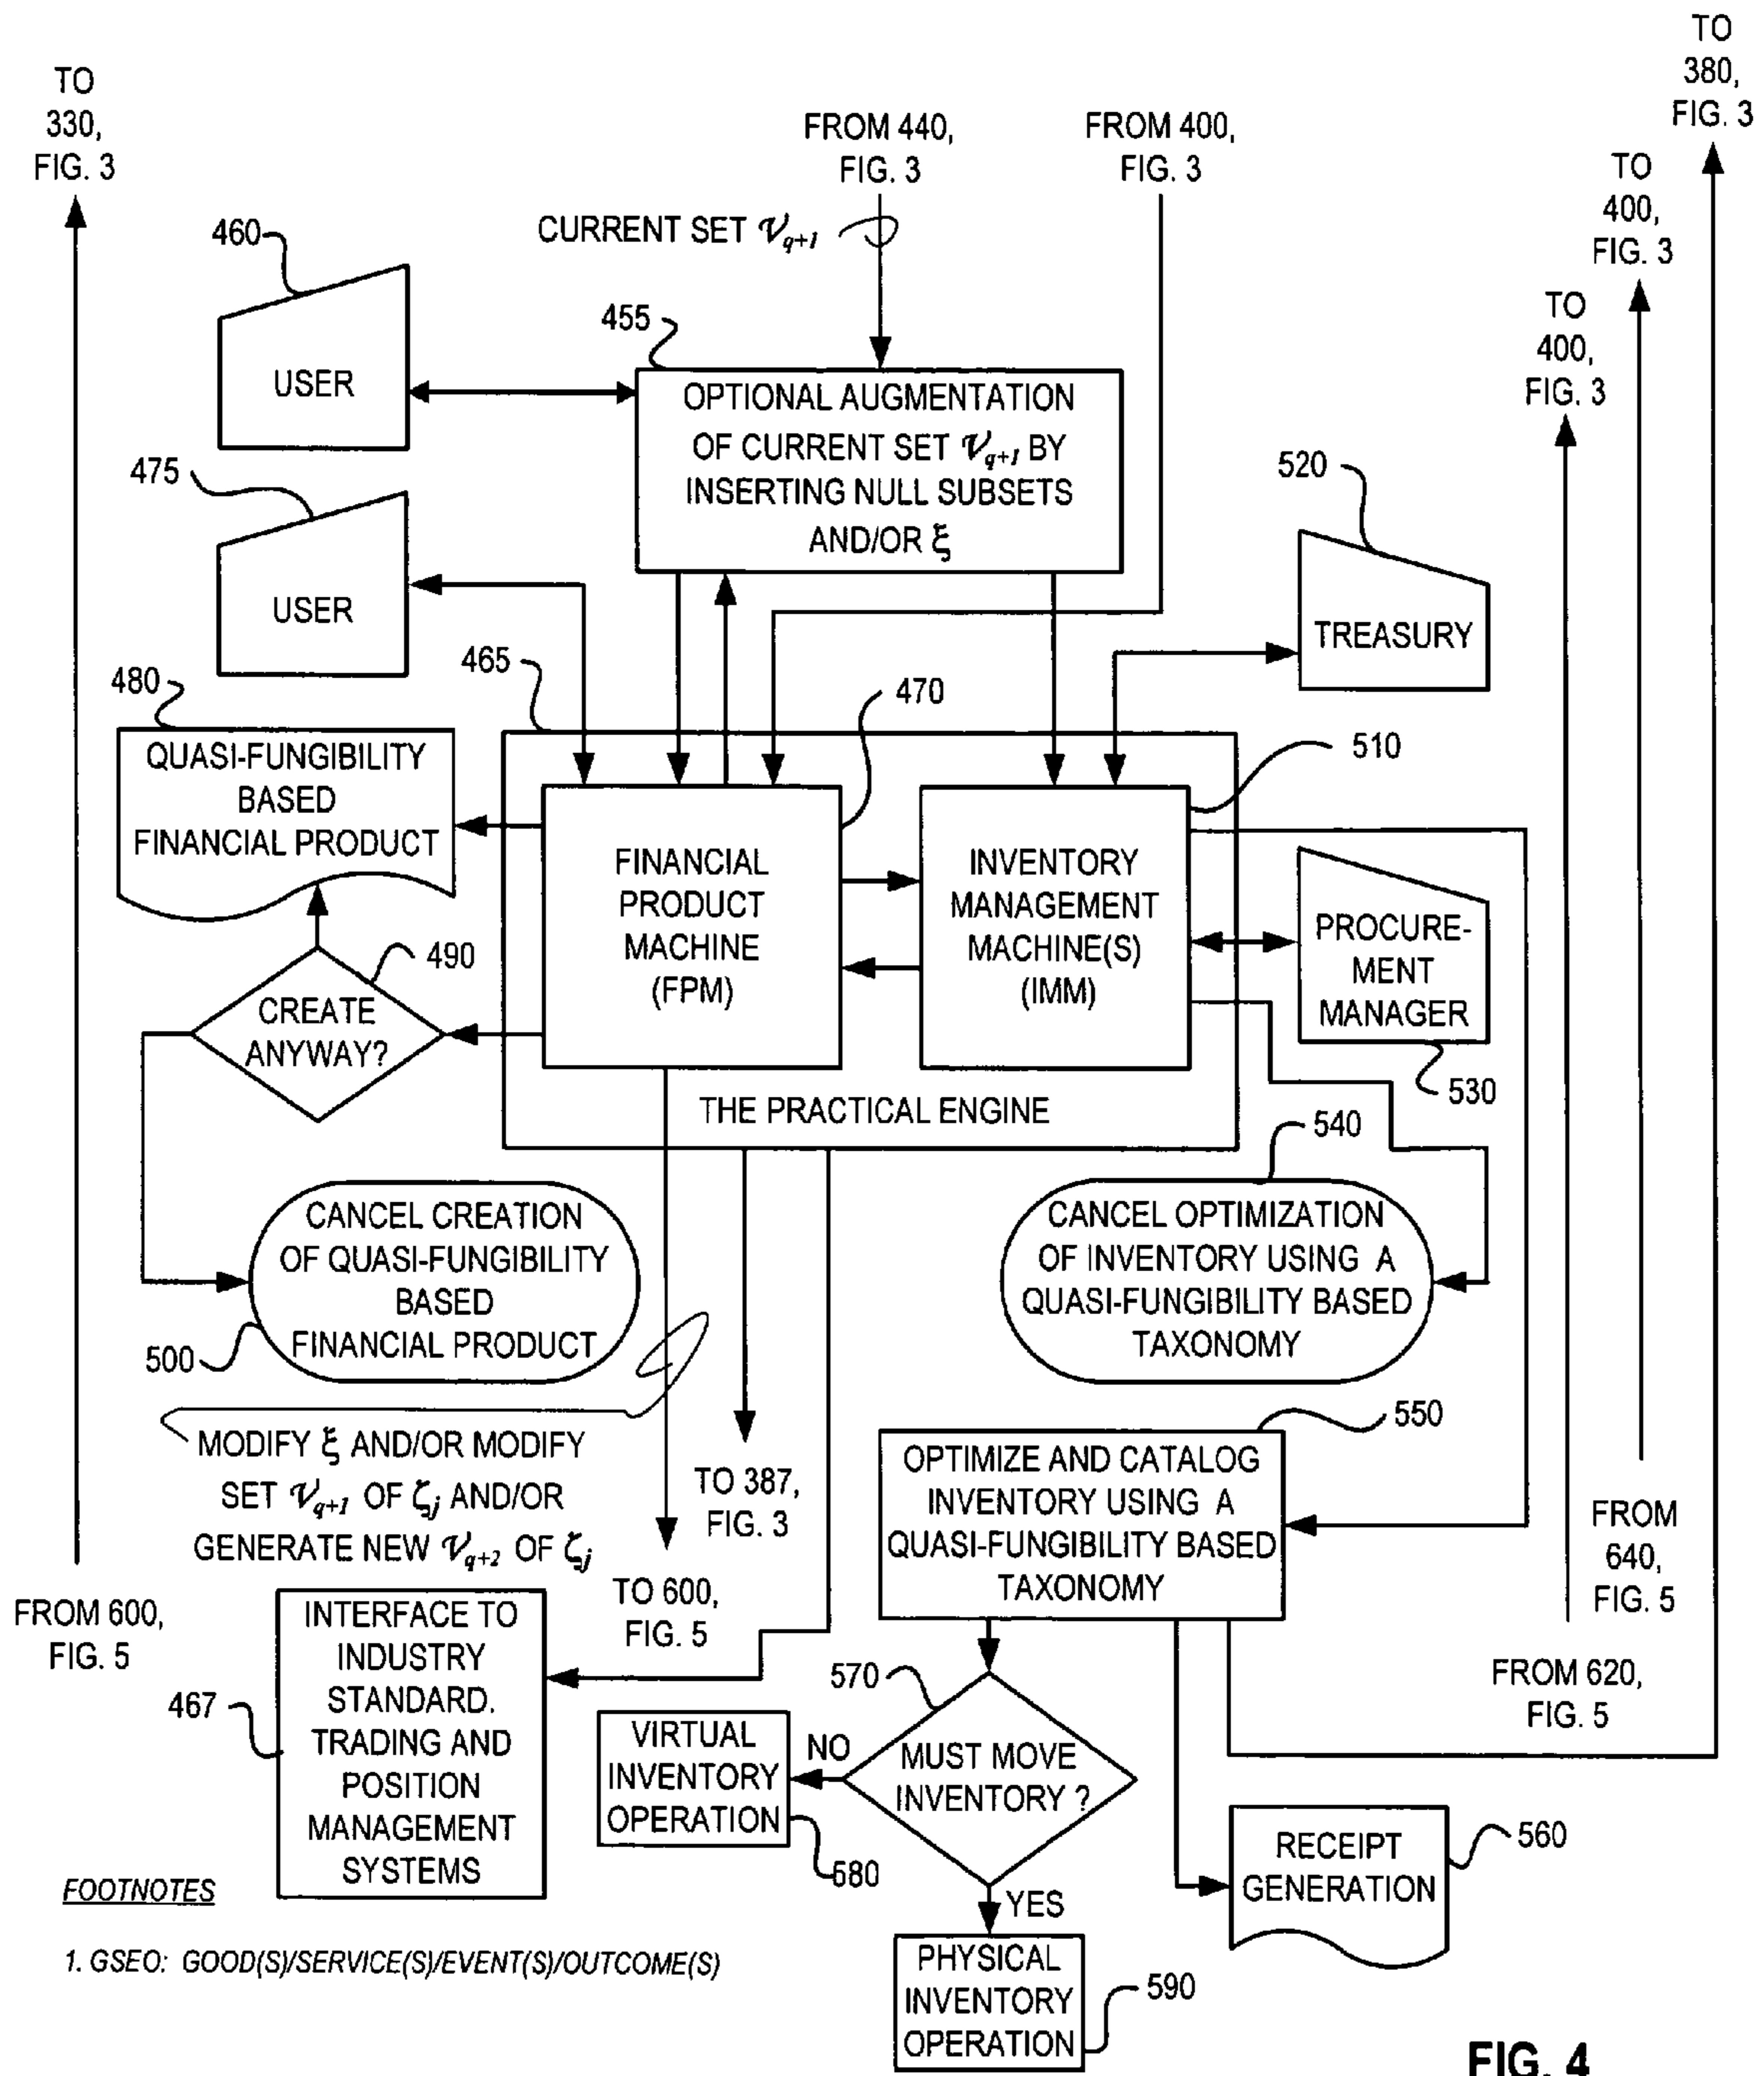 TO
380,
FIG. 3
TO
330,
FIG. 3
FROM 440,
FIG. 3
FROM 400,
FIG. 3
TO
400,
FIG. 3
CURRENT SET 𝒱q+1
460
TO
400,
FIG. 3
455
USER
OPTIONAL AUGMENTATION
OF CURRENT SET 𝒱q+1 BY
INSERTING NULL SUBSETS
AND/OR ξ
475
520
USER
TREASURY
465
480
470
510
QUASI-FUNGIBILITY
BASED
FINANCIAL PRODUCT
FINANCIAL
PRODUCT
MACHINE
(FPM)
INVENTORY
MANAGEMENT
MACHINE(S)
(IMM)
PROCURE-
MENT
MANAGER
490
CREATE
ANYWAY?
530
THE PRACTICAL ENGINE
540
CANCEL CREATION
OF QUASI-FUNGIBILITY
BASED
FINANCIAL PRODUCT
CANCEL OPTIMIZATION
OF INVENTORY USING A
QUASI-FUNGIBILITY BASED
TAXONOMY
500
550
MODIFY ξ AND/OR MODIFY
SET 𝒱q+1 OF ζj AND/OR
GENERATE NEW 𝒱q+2 OF ζj
TO 387,
FIG. 3
OPTIMIZE AND CATALOG
INVENTORY USING A
QUASI-FUNGIBILITY BASED
TAXONOMY
FROM
640,
FIG. 5
FROM 600,
FIG. 5
TO 600,
FIG. 5
INTERFACE TO
INDUSTRY
STANDARD.
TRADING AND
POSITION
MANAGEMENT
SYSTEMS
467
570
FROM 620,
FIG. 5
VIRTUAL
INVENTORY
OPERATION
NO
MUST MOVE
INVENTORY ?
580
RECEIPT
GENERATION
560
YES
FOOTNOTES
1. GSEO: GOOD(S)/SERVICE(S)/EVENT(S)/OUTCOME(S)
PHYSICAL
INVENTORY
OPERATION
590
FIG. 4